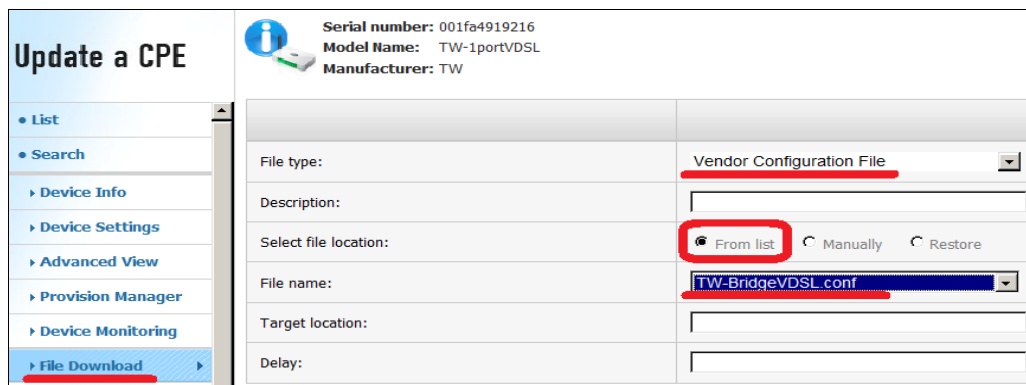 Update a CPE
Serial number: 001fa4919216
Model Name: TW-1portVDSL
Manufacturer: TW
List
Search
Device Info
Device Settings
Advanced View
Provision Manager
Device Monitoring
File Download
File type: Vendor Configuration File
Description:
Select file location: From list Manually Restore
File name: TW-BridgeVDSL.conf
Target location:
Delay: